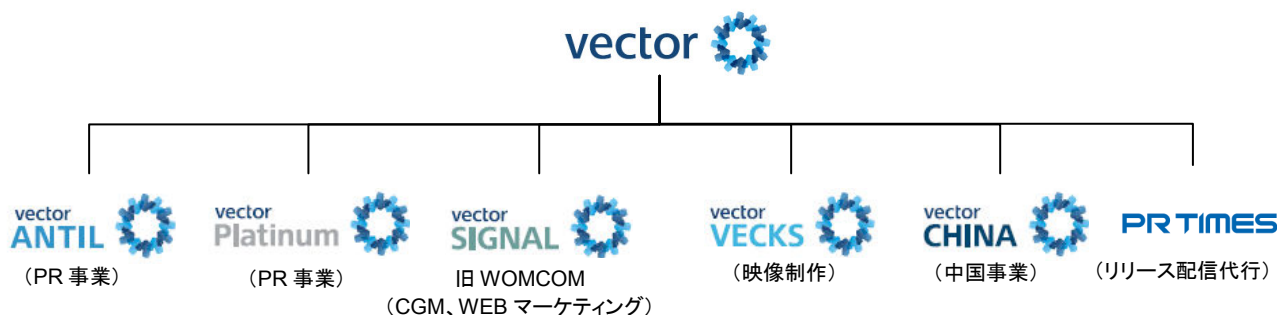 vector
vector
ANTIL
(PR 事業)
vector
Platinum
(PR 事業)
vector
SIGNAL
旧 WOMCOM
(CGM、WEB マーケティング)
vector
VECKS
(映像制作)
vector
CHINA
(中国事業)
PR TIMES
(リリース配信代行)